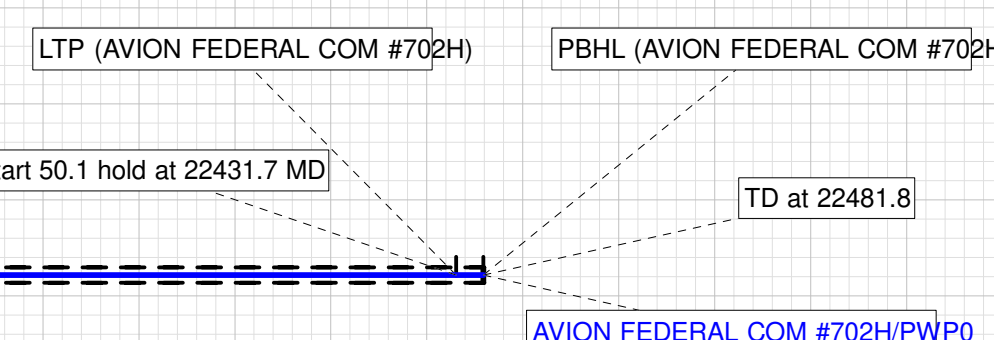 LTP (AVION FEDERAL COM #702H)
PBHL (AVION FEDERAL COM #702H
art 50.1 hold at 22431.7 MD
TD at 22481.8
AVION FEDERAL COM #702H/PWP0